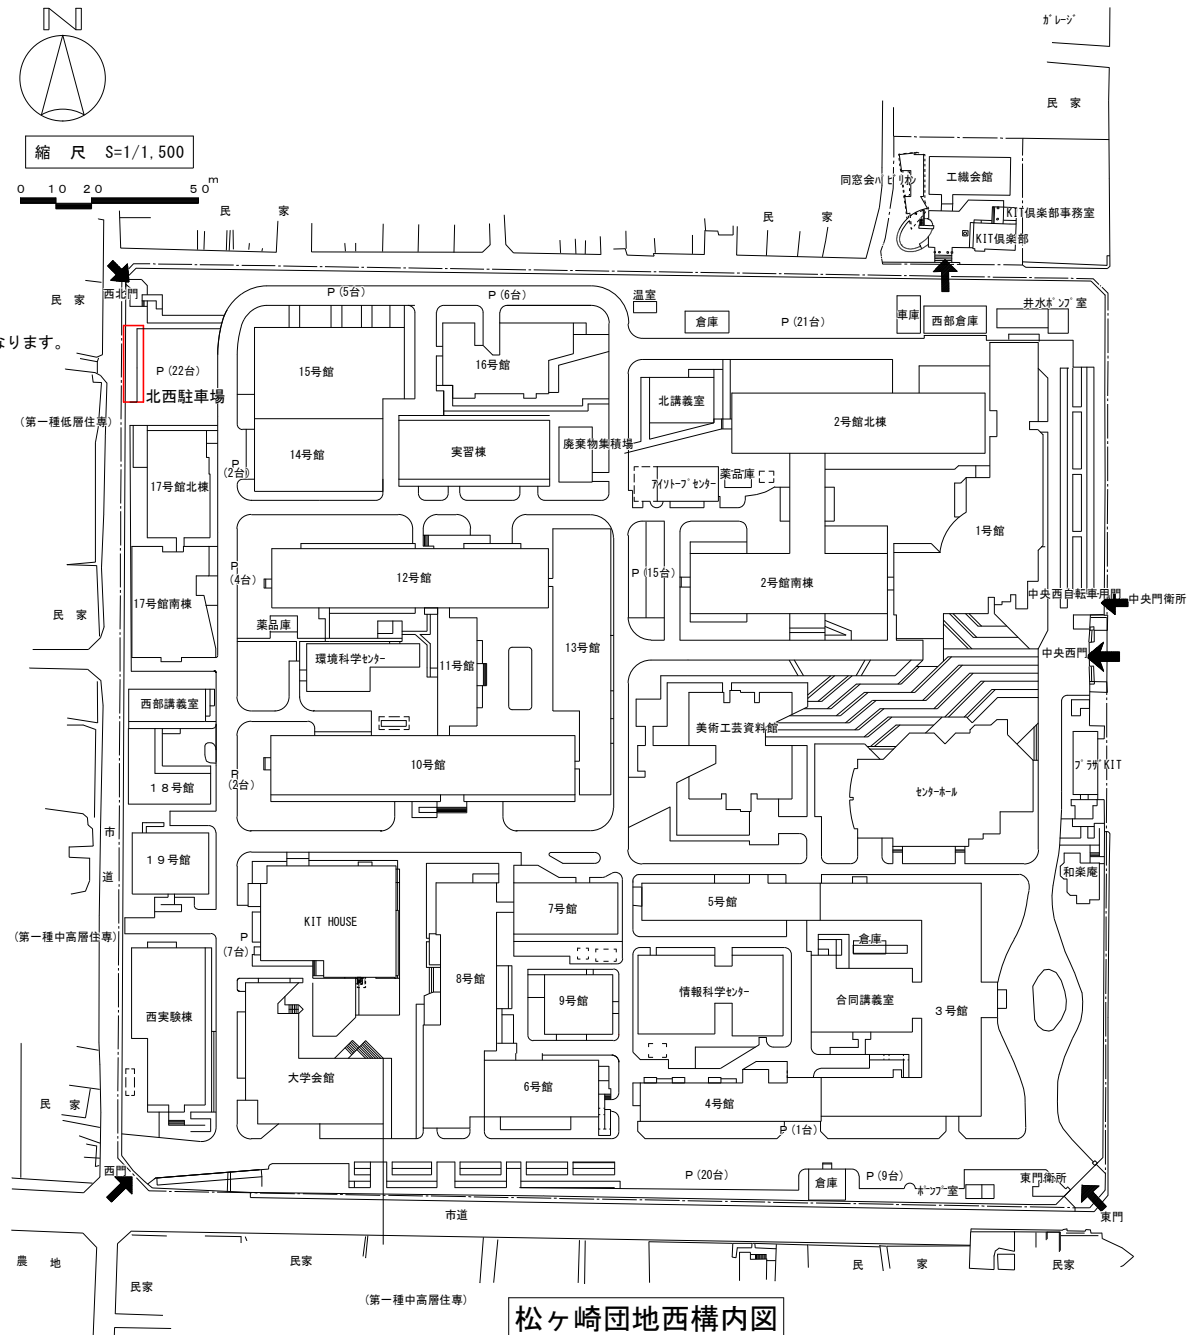 N
縮 尺 S=1/1,500
0 10 20 50m
ｶﾞﾚｰｼﾞ
民 家
工繊会館
同窓会ﾊﾟﾋﾞﾘｵﾝ
KIT倶楽部事務室
KIT倶楽部
民 家
民 家
西北門
民 家
P (5台)
P (6台)
温室
倉庫
P (21台)
車庫
西部倉庫
井水ﾎﾟﾝﾌﾟ室
なります。
P (22台)
北西駐車場
15号館
16号館
北講義室
2号館北棟
(第一種低層住専)
14号館
実習棟
廃棄物集積場
P
(2台)
17号館北棟
ｱｲｿﾄｰﾌﾟｾﾝﾀｰ
薬品庫
1号館
P
(4台)
12号館
P (15台)
2号館南棟
中央西自転車用門
中央門衛所
17号館南棟
民 家
薬品庫
環境科学ｾﾝﾀｰ
11号館
13号館
中央西門
西部講義室
美術工芸資料館
10号館
P
(2台)
18号館
ｾﾝﾀｰﾎｰﾙ
ﾌﾟﾗｻﾞKIT
市
道
19号館
和楽庵
KIT HOUSE
7号館
5号館
(第一種中高層住専)
P
(7台)
倉庫
8号館
9号館
情報科学ｾﾝﾀｰ
合同講義室
3号館
西実験棟
大学会館
6号館
4号館
民 家
P (1台)
西門
P (20台)
倉庫
P (9台)
ﾎﾟﾝﾌﾟ室
東門衛所
東門
市道
農 地
民家
民家
民 家
民家
(第一種中高層住専)
松ヶ崎団地西構内図